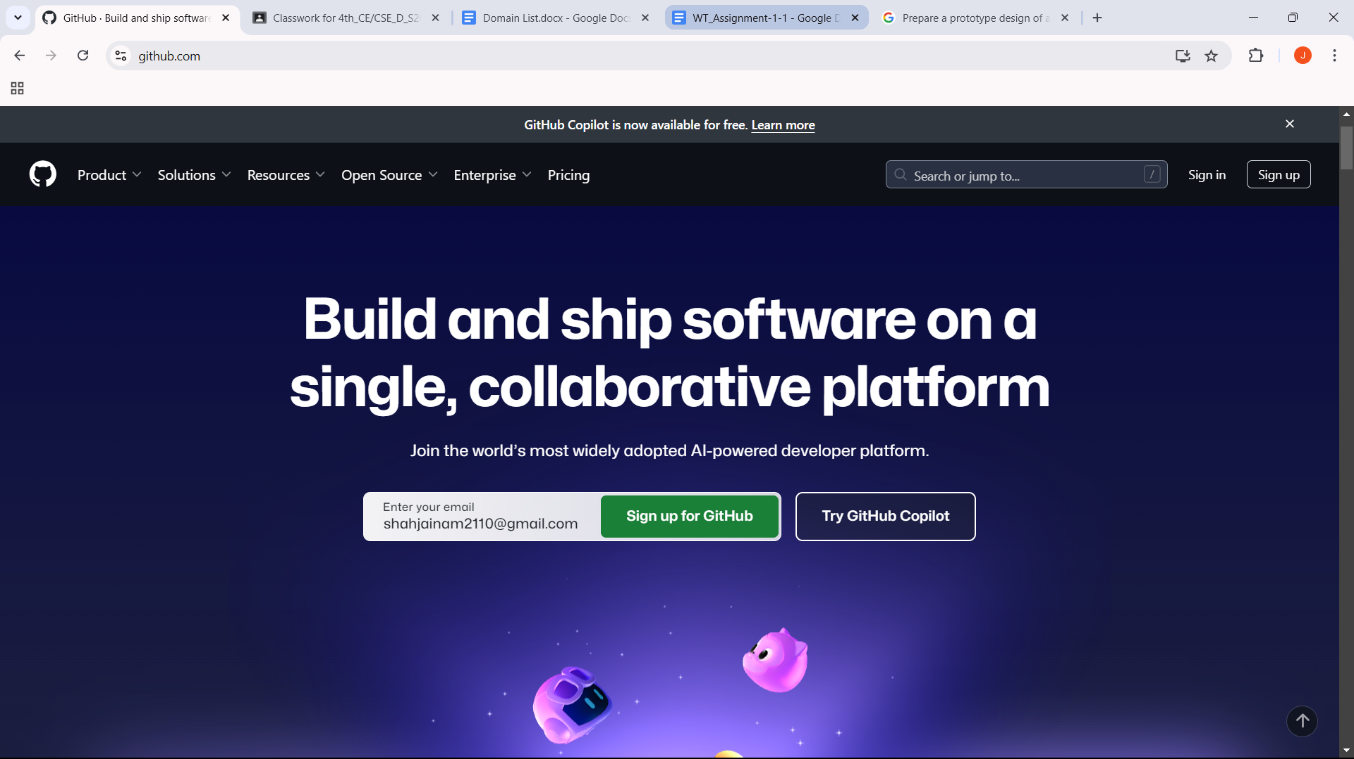 GitHub · Build and ship software
Classwork for 4th_CE/CSE_D_S2
Domain List.docx - Google Doc
WT_Assignment-1-1 - Google D
Prepare a prototype design of a
github.com
J
GitHub Copilot is now available for free. Learn more
Product Solutions Resources Open Source Enterprise Pricing
Search or jump to... /
Sign in
Sign up
Build and ship software on a
single, collaborative platform
Join the world's most widely adopted AI-powered developer platform.
Enter your email
shahjainam2110@gmail.com
Sign up for GitHub
Try GitHub Copilot